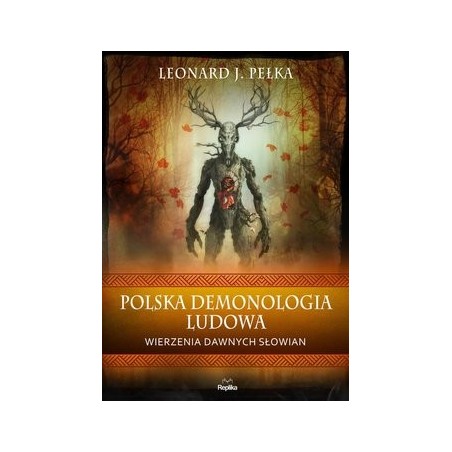 LEONARD J. PEŁKA
POLSKA DEMONOLOGIA
LUDOWA
WIERZENIA DAWNYCH SŁOWIAN
Replika